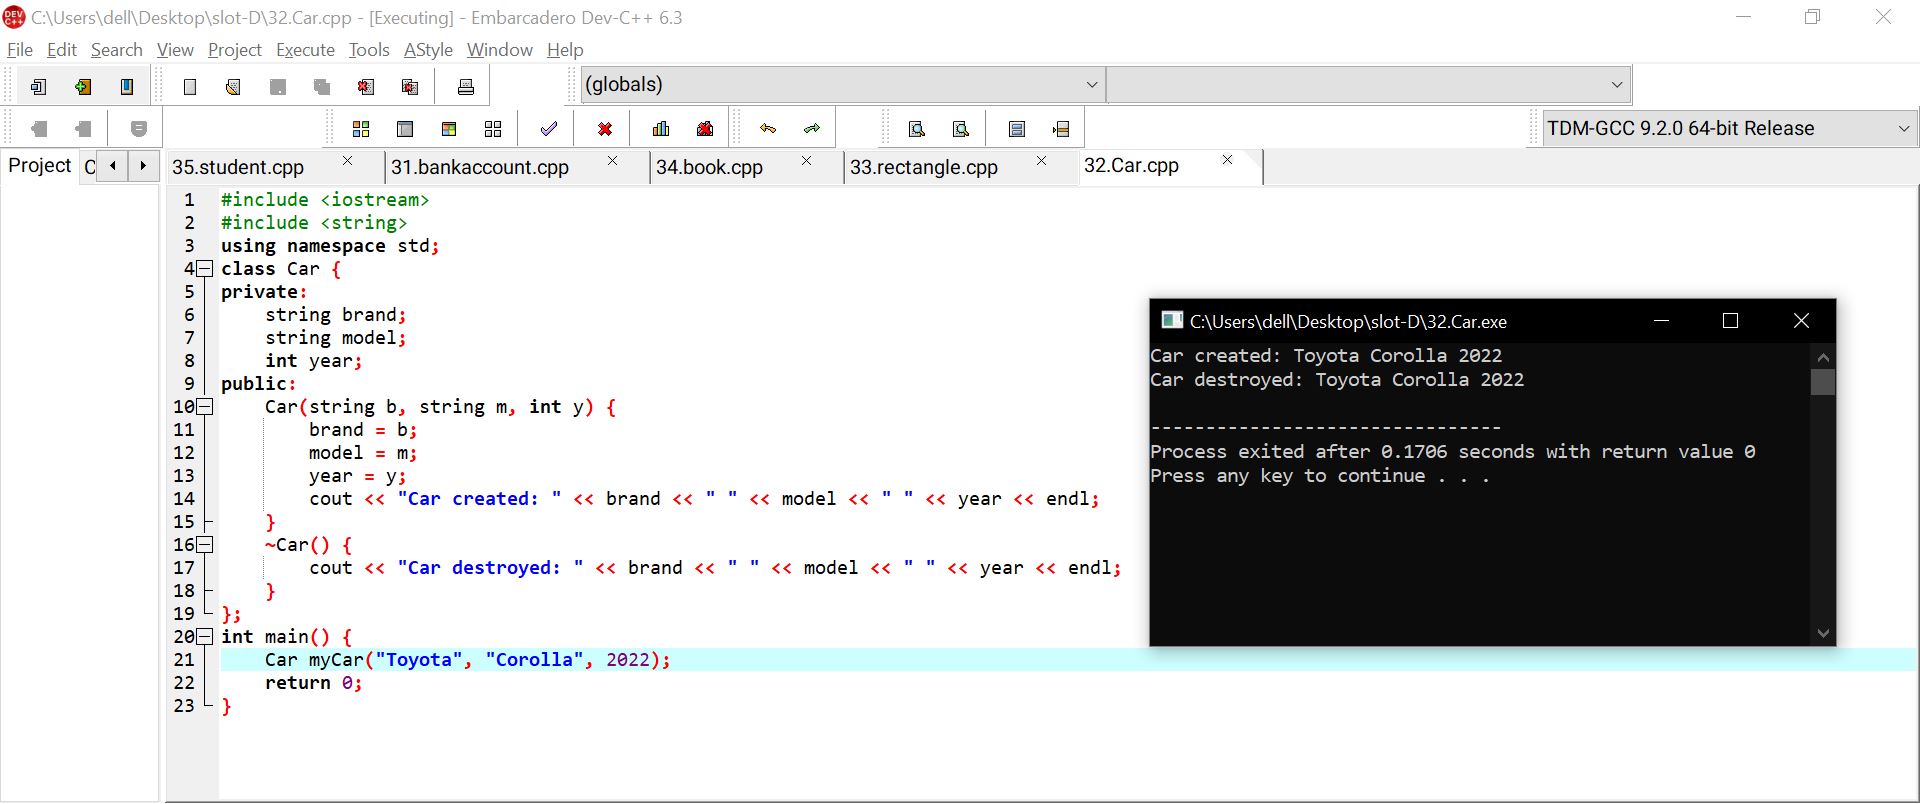 C:\Users\dell\Desktop\slot-D\32.Car.cpp - [Executing] - Embarcadero Dev-C++ 6.3
File Edit Search View Project Execute Tools AStyle Window Help
(globals)
TDM-GCC 9.2.0 64-bit Release
Project C 35.student.cpp 31.bankaccount.cpp 34.book.cpp 33.rectangle.cpp 32.Car.cpp
1 #include <iostream>
2 #include <string>
3 using namespace std;
4 class Car {
5 private:
6     string brand;
7     string model;
8     int year;
9 public:
10     Car(string b, string m, int y) {
11         brand = b;
12         model = m;
13         year = y;
14         cout << "Car created: " << brand << " " << model << " " << year << endl;
15     }
16     ~Car() {
17         cout << "Car destroyed: " << brand << " " << model << " " << year << endl;
18     }
19 };
20 int main() {
21     Car myCar("Toyota", "Corolla", 2022);
22     return 0;
23 }
C:\Users\dell\Desktop\slot-D\32.Car.exe
Car created: Toyota Corolla 2022
Car destroyed: Toyota Corolla 2022
--------------------------------
Process exited after 0.1706 seconds with return value 0
Press any key to continue . . .